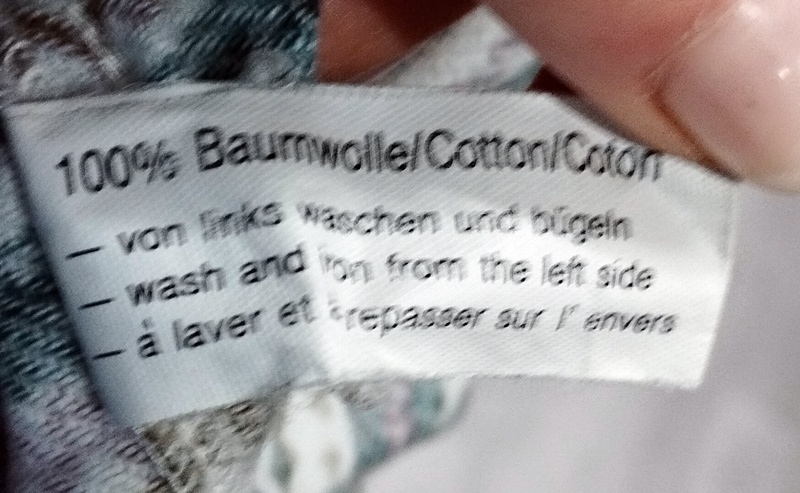 100% Baumwolle/Cotton/Coton
— von links waschen und bügeln
— wash and iron from the left side
— á laver et trepasser sur l' envers